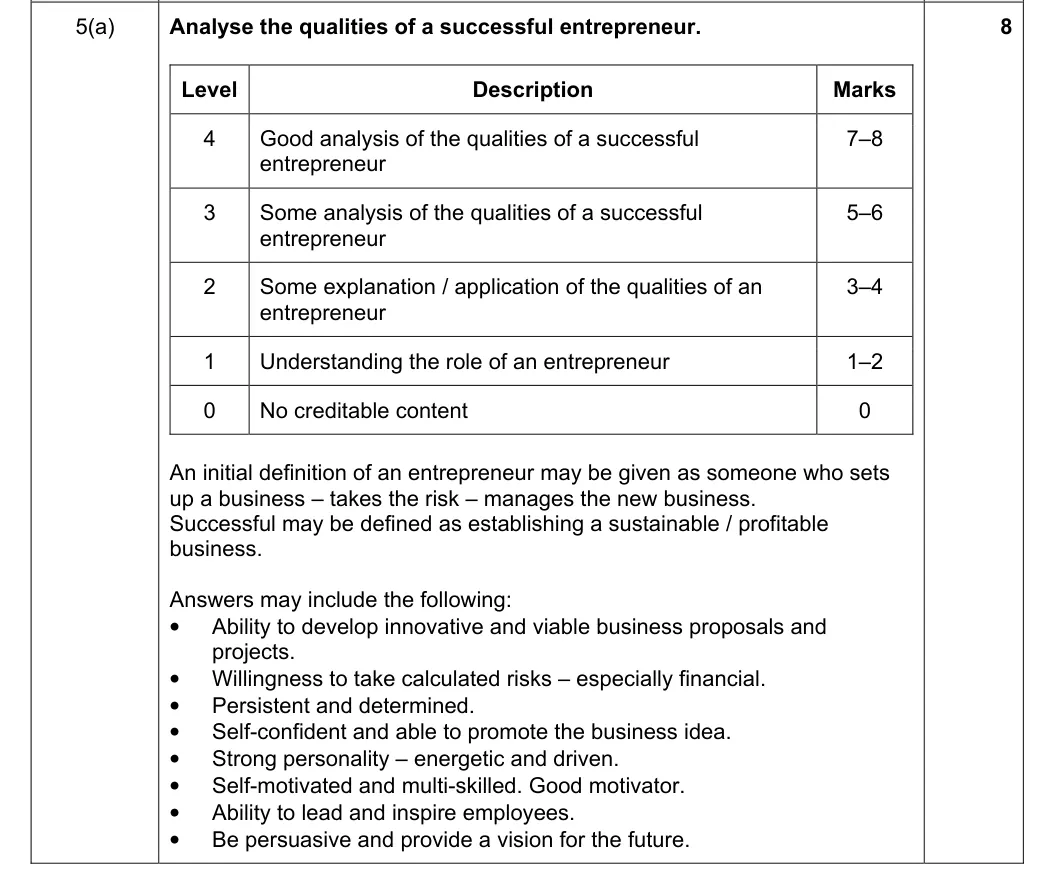 5(a) Analyse the qualities of a successful entrepreneur. 8
Level Description Marks
4 Good analysis of the qualities of a successful 7–8
entrepreneur
3 Some analysis of the qualities of a successful 5–6
entrepreneur
2 Some explanation / application of the qualities of an 3–4
entrepreneur
1 Understanding the role of an entrepreneur 1–2
0 No creditable content 0
An initial definition of an entrepreneur may be given as someone who sets
up a business – takes the risk – manages the new business.
Successful may be defined as establishing a sustainable / profitable
business.
Answers may include the following:
• Ability to develop innovative and viable business proposals and
projects.
• Willingness to take calculated risks – especially financial.
• Persistent and determined.
• Self-confident and able to promote the business idea.
• Strong personality – energetic and driven.
• Self-motivated and multi-skilled. Good motivator.
• Ability to lead and inspire employees.
• Be persuasive and provide a vision for the future.